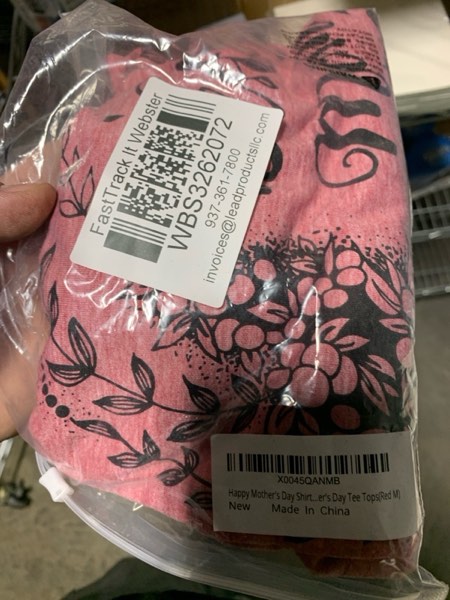 FastTrack It Webster
WBS3262072
937-361-7800
invoices@leadproductsllc.com
X0045QANMB
Happy Mother's Day Shirt...er's Day Tee Tops(Red M)
New Made In China